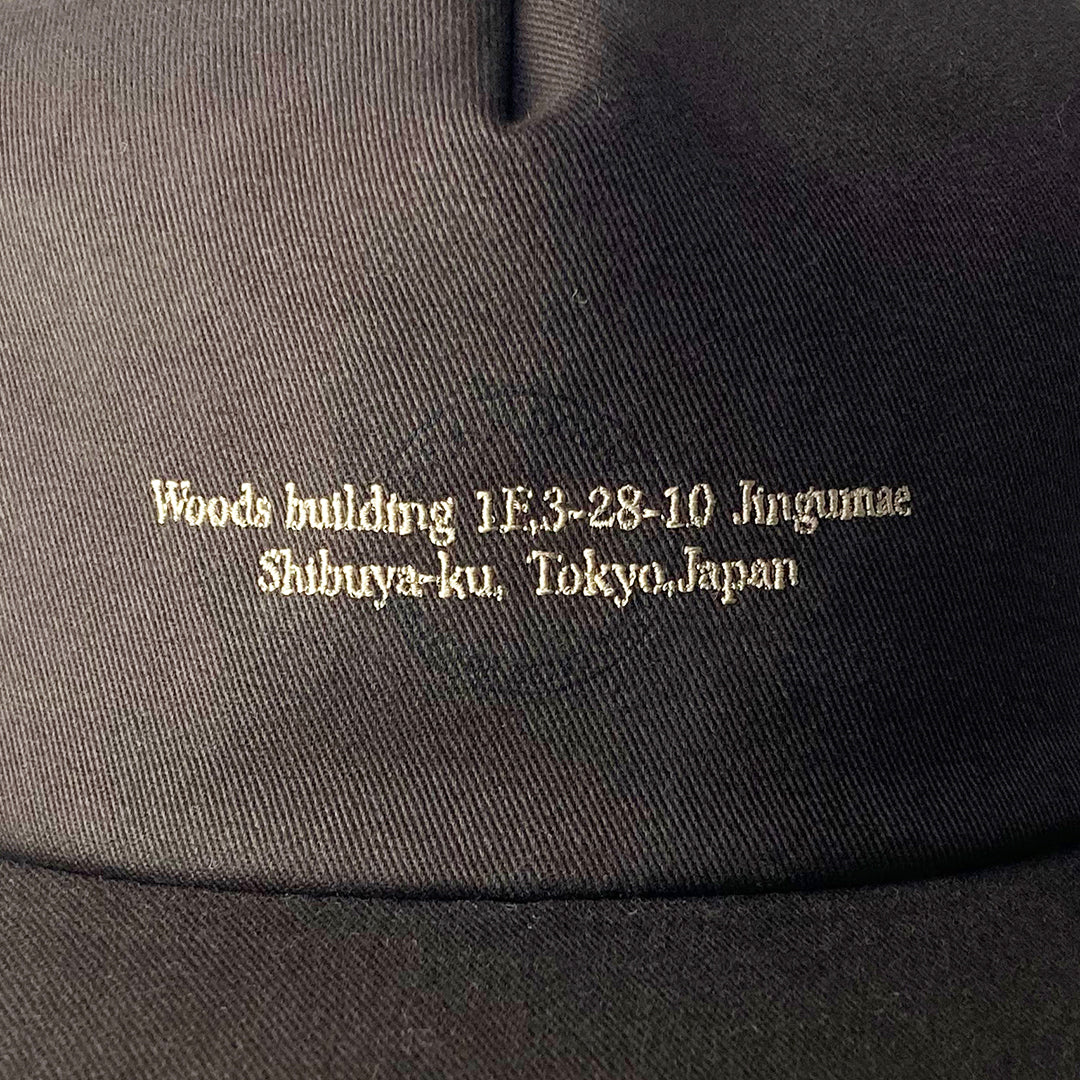 Woods building 1F,3-28-10 Jingumae
Shibuya-ku, Tokyo,Japan